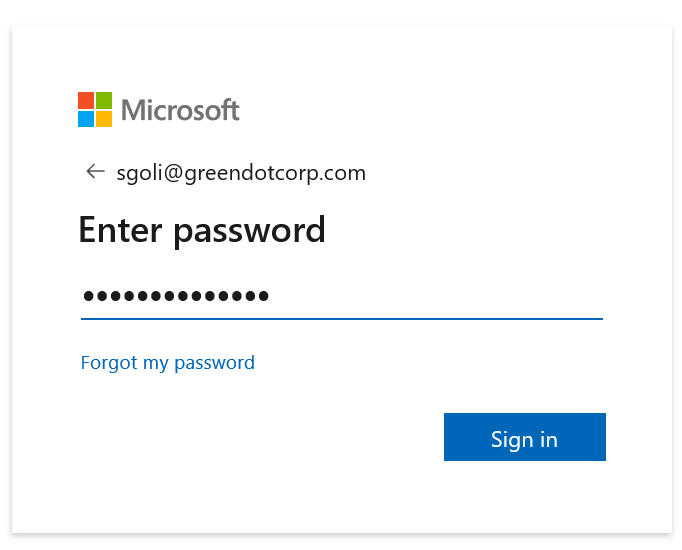 Microsoft
← sgoli@greendotcorp.com
Enter password
••••••••••••••
Forgot my password
Sign in